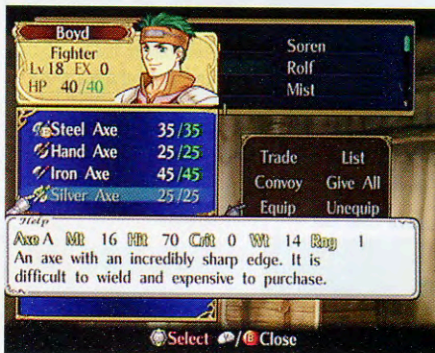 Boyd
Fighter
Lv 18 EX 0
HP 40/40
Soren
Rolf
Mist
E Steel Axe 35/35
Hand Axe 25/25
Iron Axe 45/45
Silver Axe 25/25
Trade List
Convoy Give All
Equip Unequip
Help
Axe A Mt 16 Hit 70 Crit 0 Wt 14 Rng 1
An axe with an incredibly sharp edge. It is
difficult to wield and expensive to purchase.
Select /B Close